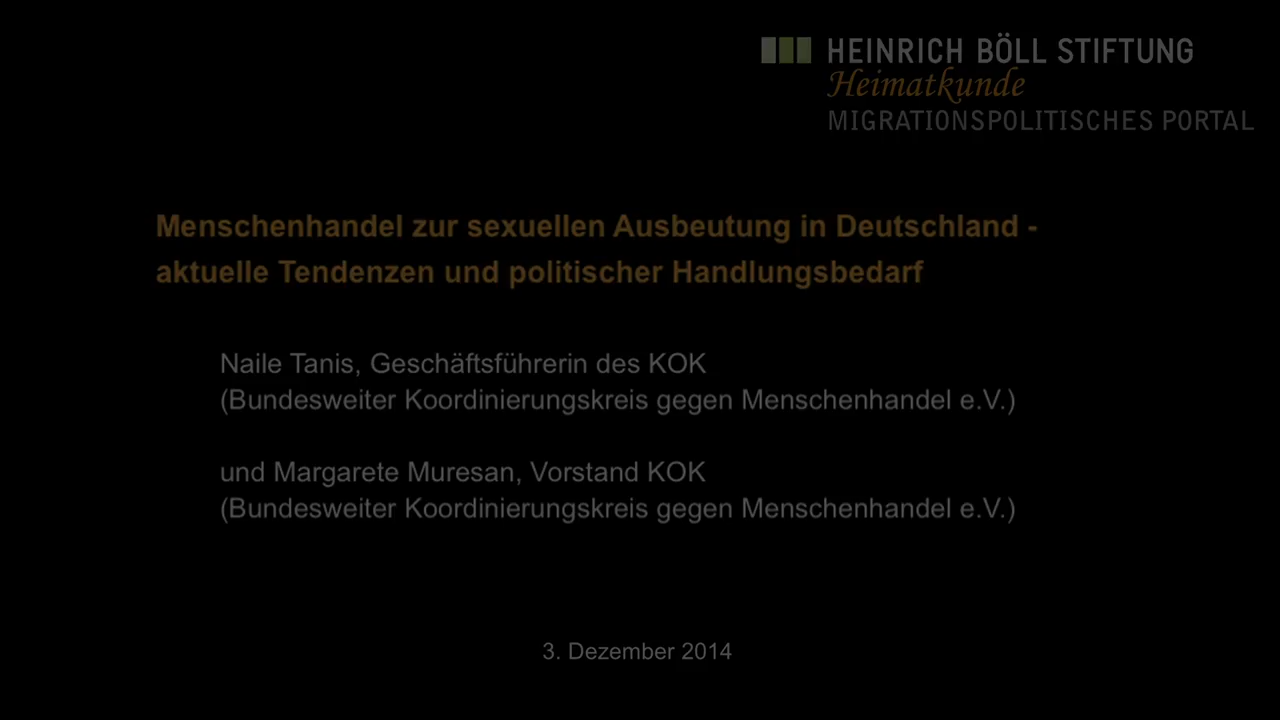 HEINRICH BÖLL STIFTUNG
Heimatkunde
MIGRATIONSPOLITISCHES PORTAL
Menschenhandel zur sexuellen Ausbeutung in Deutschland -
aktuelle Tendenzen und politischer Handlungsbedarf
Naile Tanis, Geschäftsführerin des KOK
(Bundesweiter Koordinierungskreis gegen Menschenhandel e.V.)
und Margarete Muresan, Vorstand KOK
(Bundesweiter Koordinierungskreis gegen Menschenhandel e.V.)
3. Dezember 2014